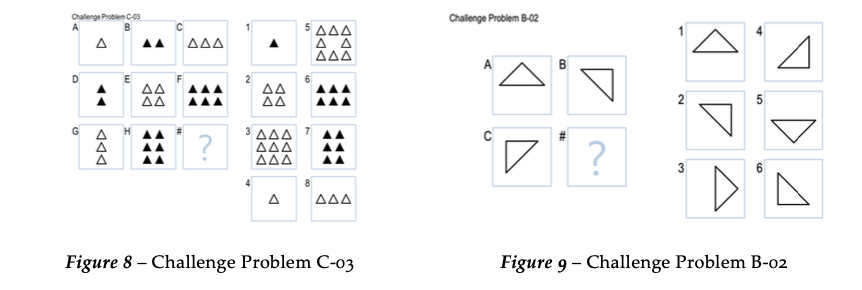 Challenge Problem C-03
A B C 1 5
D E F 2 6
G H # ? 3 7
4 8
Challenge Problem B-02
1 4
A B
2 5
C # ?
3 6
Figure 8 – Challenge Problem C-03
Figure 9 – Challenge Problem B-02